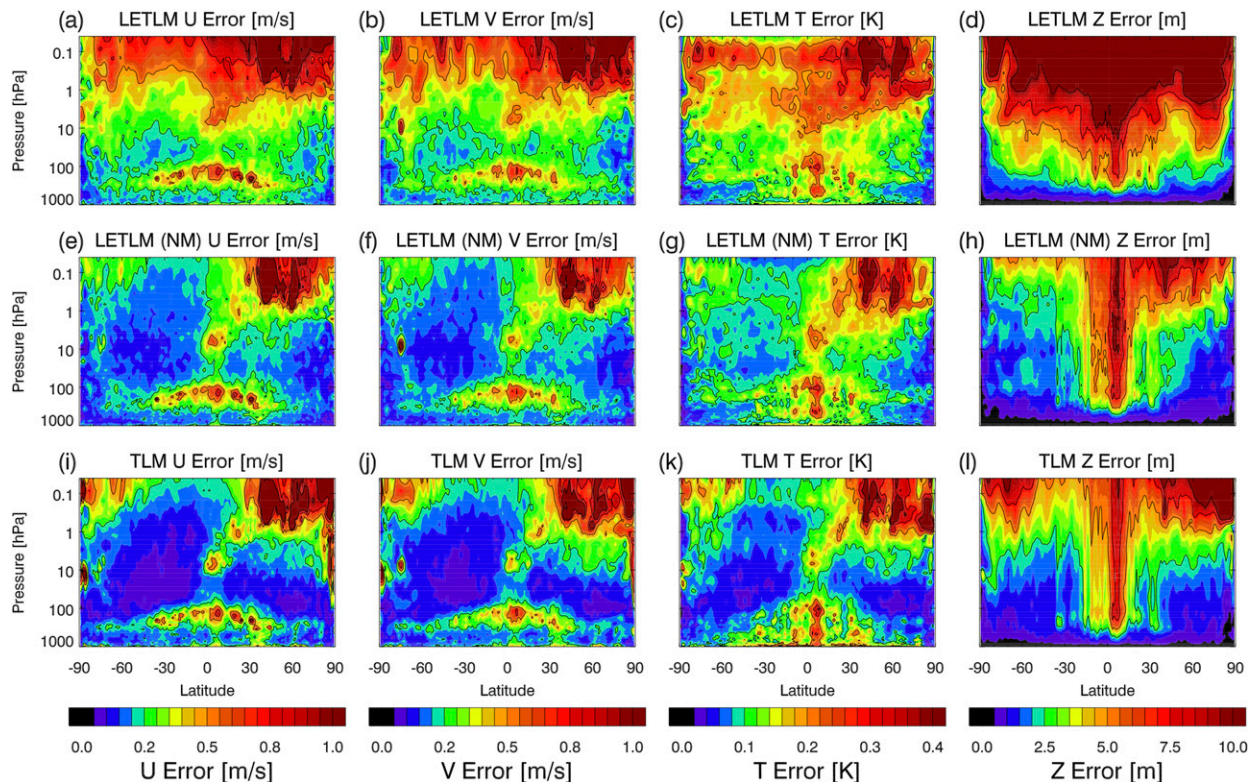 (a) LETLM U Error [m/s] (b) LETLM V Error [m/s] (c) LETLM T Error [K] (d) LETLM Z Error [m]
Pressure [hPa]
0.1
1
10
100
1000
(e) LETLM (NM) U Error [m/s] (f) LETLM (NM) V Error [m/s] (g) LETLM (NM) T Error [K] (h) LETLM (NM) Z Error [m]
Pressure [hPa]
0.1
1
10
100
1000
(i) TLM U Error [m/s] (j) TLM V Error [m/s] (k) TLM T Error [K] (l) TLM Z Error [m]
Pressure [hPa]
0.1
1
10
100
1000
-90 -60 -30 0 30 60 90 -90 -60 -30 0 30 60 90 -90 -60 -30 0 30 60 90 -90 -60 -30 0 30 60 90
Latitude Latitude Latitude Latitude
0.0 0.2 0.5 0.8 1.0 0.0 0.2 0.5 0.8 1.0 0.0 0.1 0.2 0.3 0.4 0.0 2.5 5.0 7.5 10.0
U Error [m/s] V Error [m/s] T Error [K] Z Error [m]